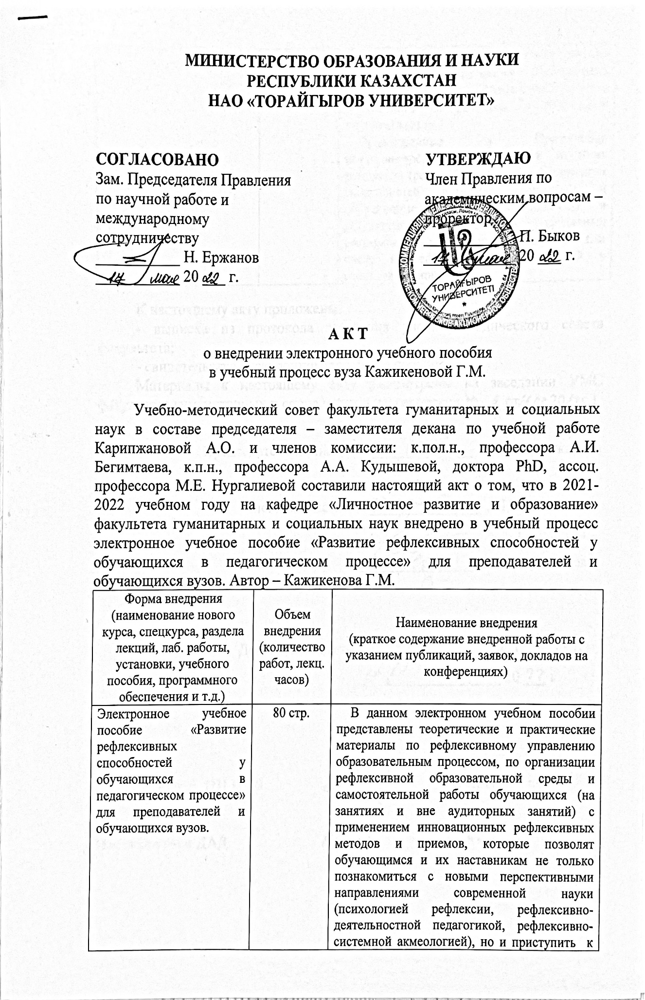 МИНИСТЕРСТВО ОБРАЗОВАНИЯ И НАУКИ
РЕСПУБЛИКИ КАЗАХСТАН
НАО «ТОРАЙГЫРОВ УНИВЕРСИТЕТ»
СОГЛАСОВАНО
Зам. Председателя Правления
по научной работе и
международному
сотрудничеству
Н. Ержанов
17 мая 20 22 г.
УТВЕРЖДАЮ
Член Правления по
академическим вопросам –
проректор
П. Быков
17 мая 20 22 г.
ТОРАЙҒЫРОВ
УНИВЕРСИТЕТІ
А К Т
о внедрении электронного учебного пособия
в учебный процесс вуза Кажикеновой Г.М.
Учебно-методический совет факультета гуманитарных и социальных
наук в составе председателя – заместителя декана по учебной работе
Карипжановой А.О. и членов комиссии: к.пол.н., профессора А.И.
Бегимтаева, к.п.н., профессора А.А. Кудышевой, доктора PhD, ассоц.
профессора М.Е. Нургалиевой составили настоящий акт о том, что в 2021-
2022 учебном году на кафедре «Личностное развитие и образование»
факультета гуманитарных и социальных наук внедрено в учебный процесс
электронное учебное пособие «Развитие рефлексивных способностей у
обучающихся в педагогическом процессе» для преподавателей и
обучающихся вузов. Автор – Кажикенова Г.М.
Форма внедрения
(наименование нового
курса, спецкурса, раздела
лекций, лаб. работы,
установки, учебного
пособия, программного
обеспечения и т.д.)
Объем
внедрения
(количество
работ, лекц.
часов)
Наименование внедрения
(краткое содержание внедренной работы с
указанием публикаций, заявок, докладов на
конференциях)
Электронное учебное
пособие «Развитие
рефлексивных
способностей у
обучающихся в
педагогическом процессе»
для преподавателей и
обучающихся вузов.
80 стр.
В данном электронном учебном пособии
представлены теоретические и практические
материалы по рефлексивному управлению
образовательным процессом, по организации
рефлексивной образовательной среды и
самостоятельной работы обучающихся (на
занятиях и вне аудиторных занятий) с
применением инновационных рефлексивных
методов и приемов, которые позволят
обучающимся и их наставникам не только
познакомиться с новыми перспективными
направлениями современной науки
(психологией рефлексии, рефлексивно-
деятельностной педагогикой, рефлексивно-
системной акмеологией), но и приступить к